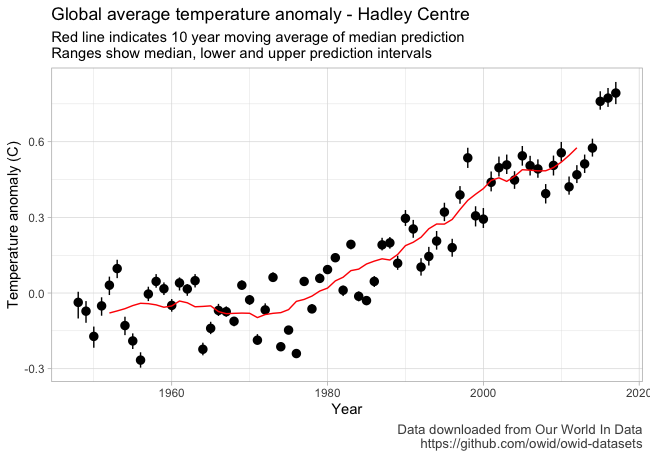 Global average temperature anomaly - Hadley Centre
Red line indicates 10 year moving average of median prediction
Ranges show median, lower and upper prediction intervals
Temperature anomaly (C)
0.6
0.3
0.0
-0.3
1960
1980
2000
2020
Year
Data downloaded from Our World In Data
https://github.com/owid/owid-datasets